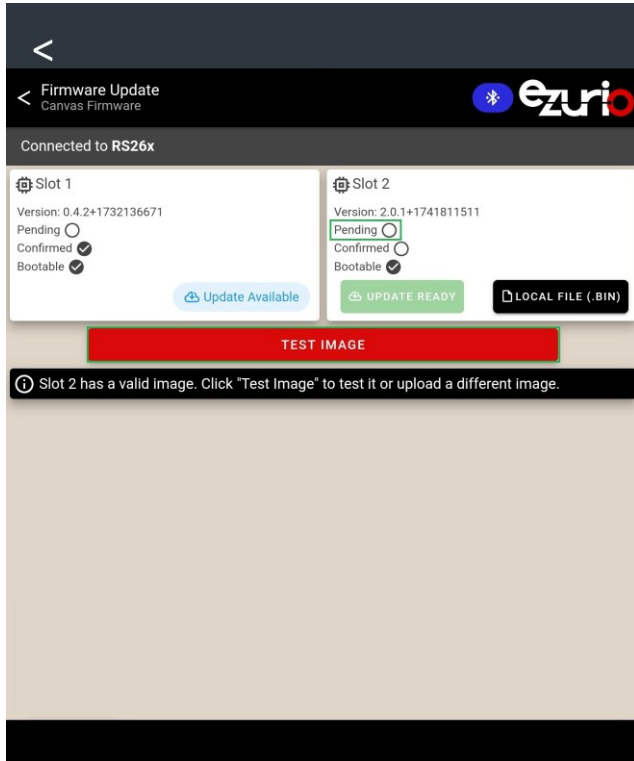 <
< Firmware Update
Canvas Firmware
ezurio
Connected to RS26x
Slot 1
Version: 0.4.2+1732136671
Pending
Confirmed
Bootable
Update Available
Slot 2
Version: 2.0.1+1741811511
Pending
Confirmed
Bootable
UPDATE READY
LOCAL FILE (.BIN)
TEST IMAGE
Slot 2 has a valid image. Click "Test Image" to test it or upload a different image.